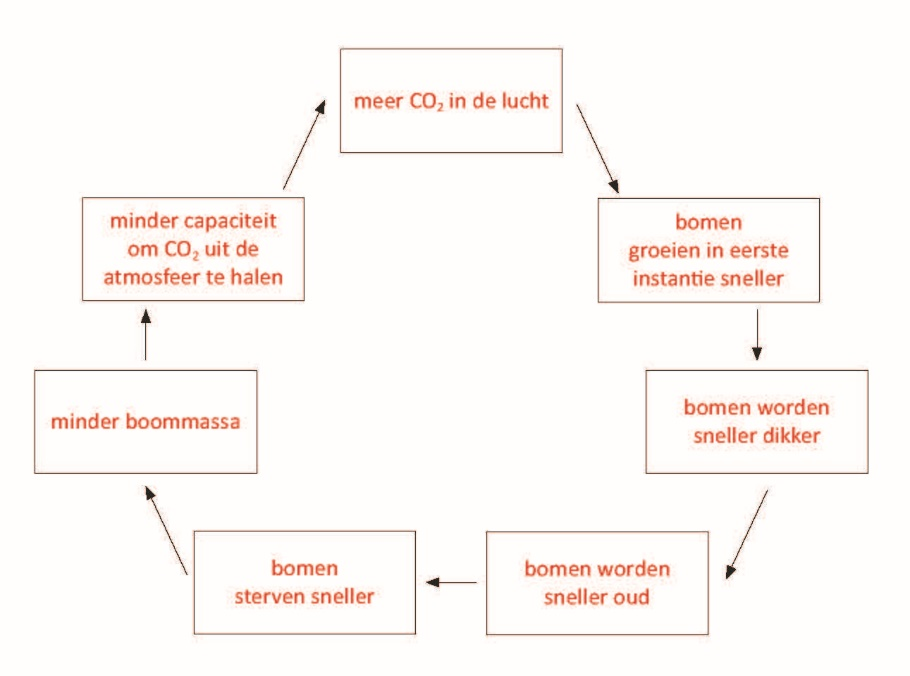 meer CO₂ in de lucht
bomen
groeien in eerste
instantie sneller
bomen worden
sneller dikker
bomen worden
sneller oud
bomen
sterven sneller
minder boommassa
minder capaciteit
om CO₂ uit de
atmosfeer te halen